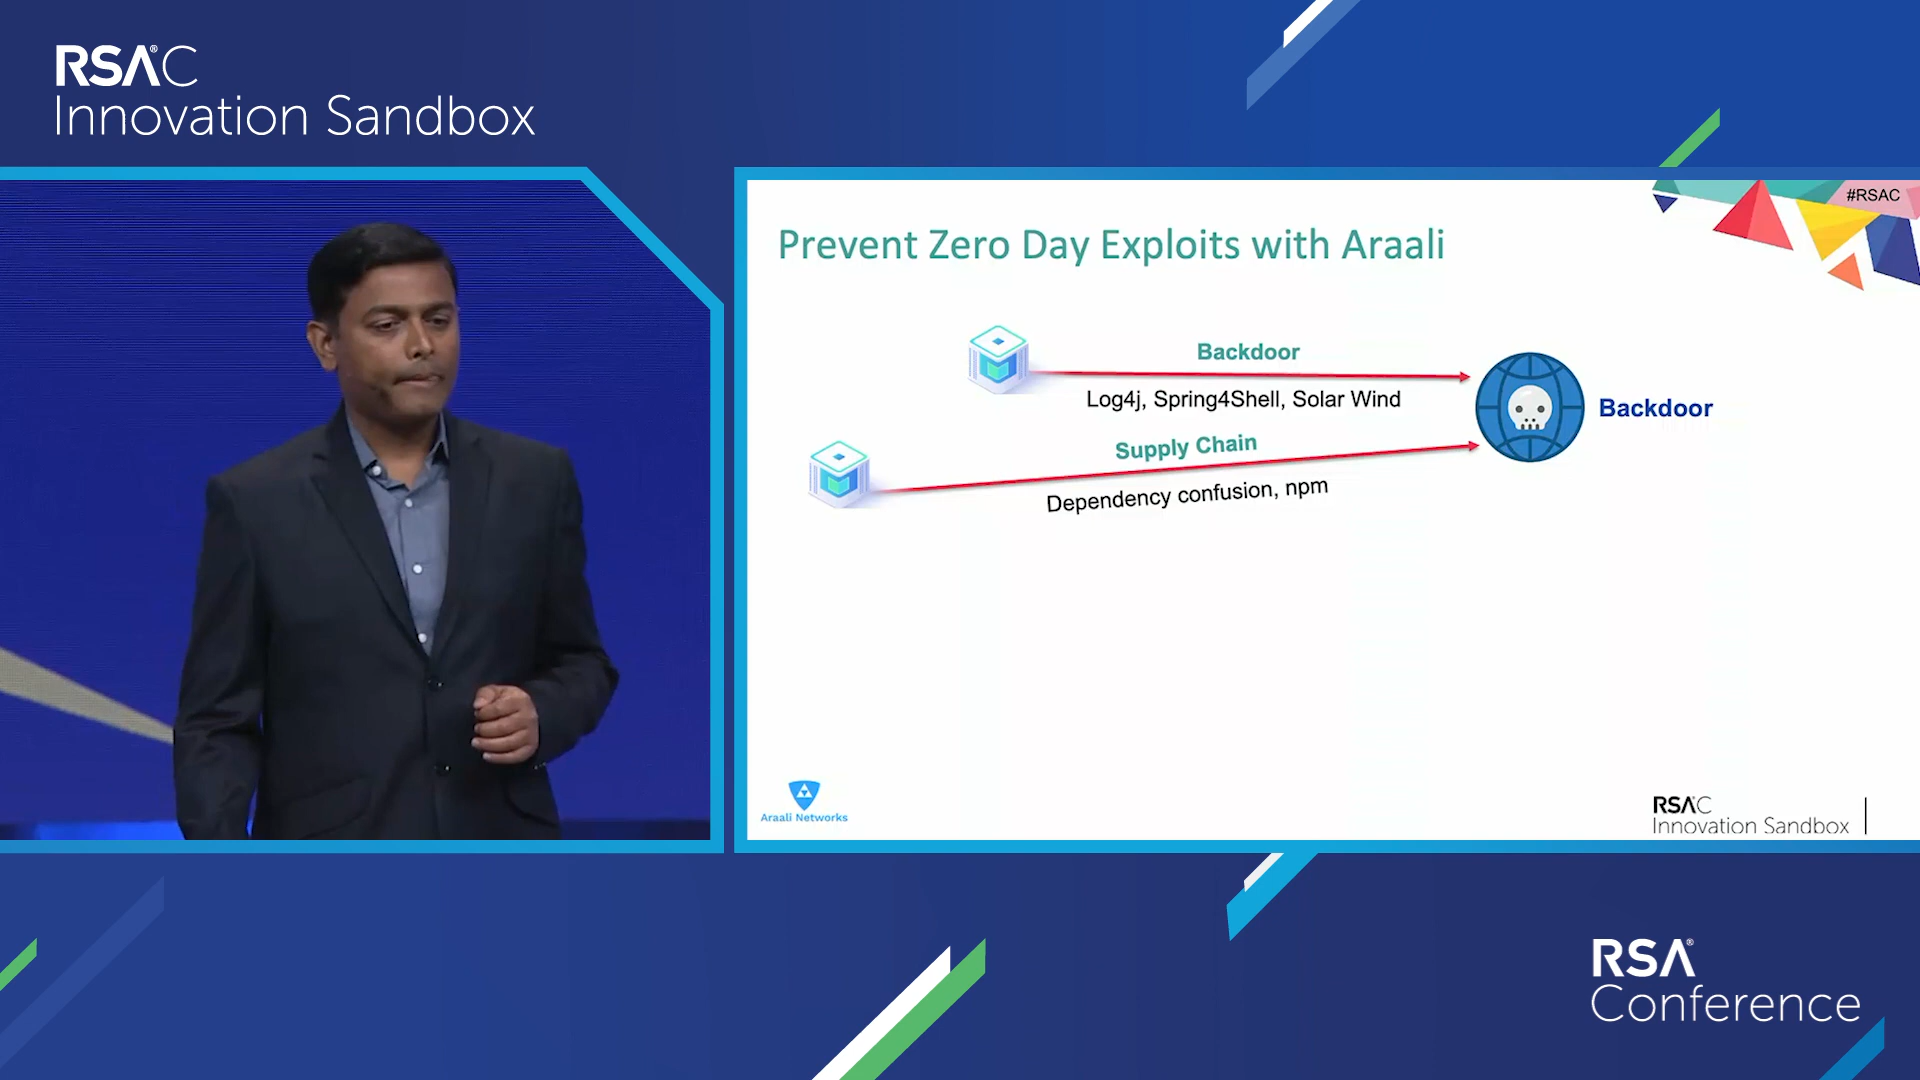 RSAC
Innovation Sandbox
#RSAC
Prevent Zero Day Exploits with Araali
Backdoor
Log4j, Spring4Shell, Solar Wind
Backdoor
Supply Chain
Dependency confusion, npm
Araali Networks
RSAC
Innovation Sandbox
RSA
Conference